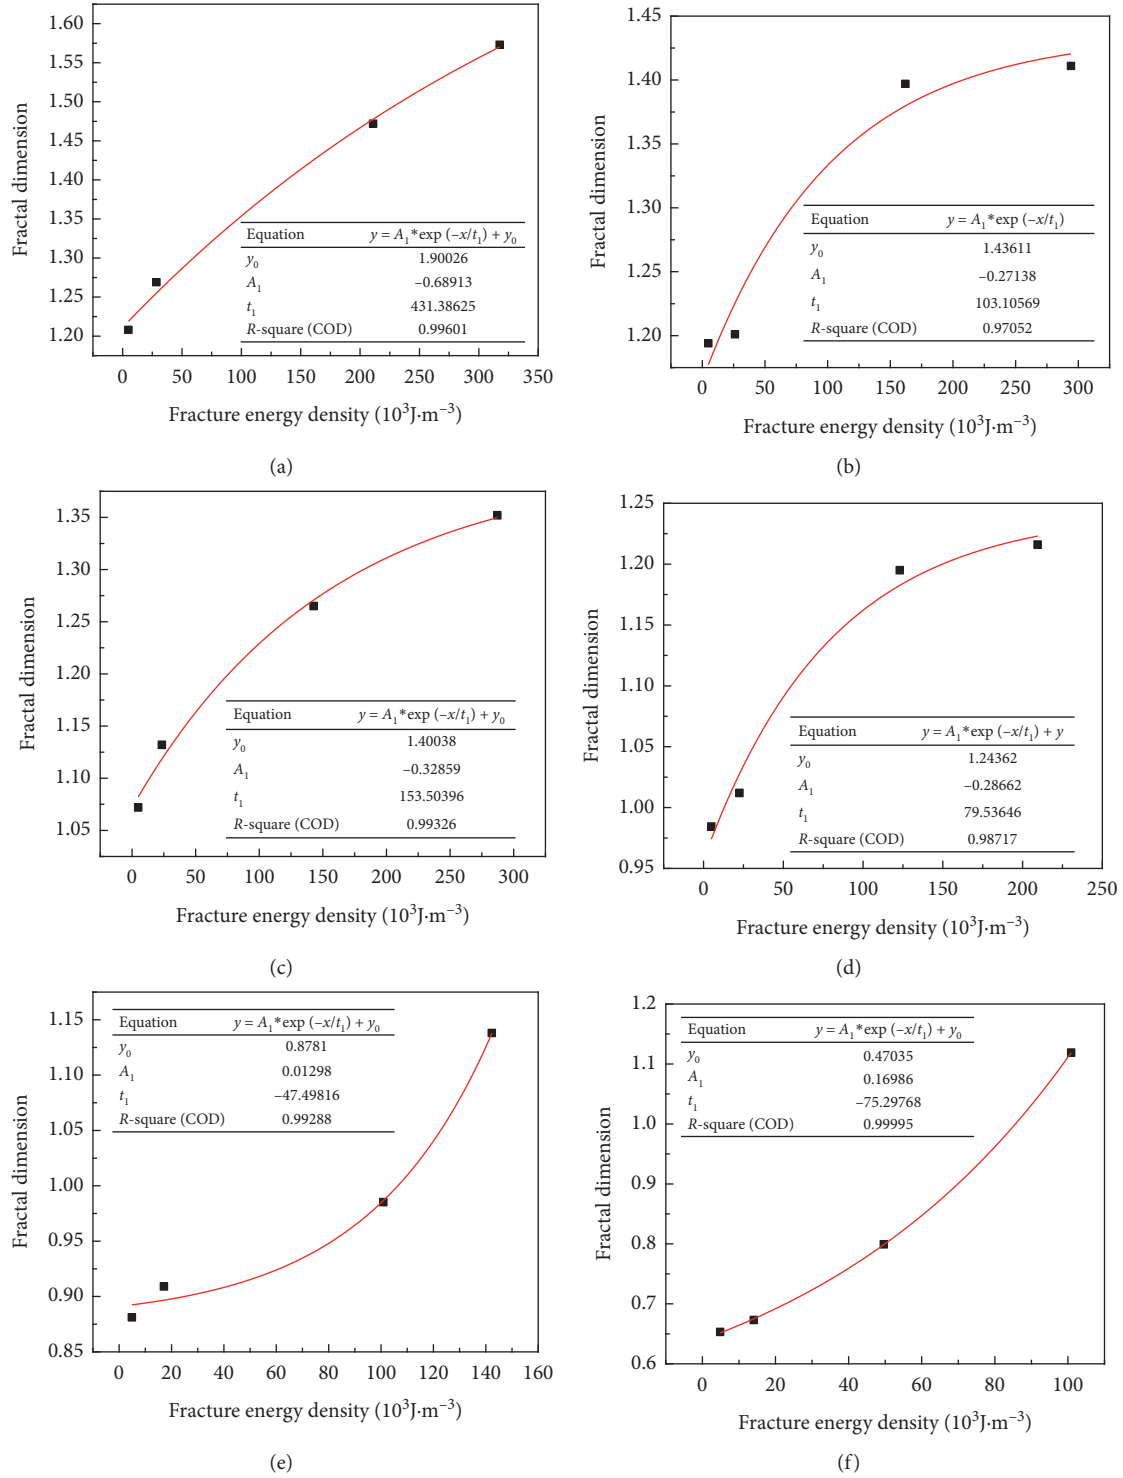 1.60
1.55
1.50
1.45
1.40
1.35
1.30
1.25
1.20
Fractal dimension
Equation y = A₁*exp (−x/t₁) + y₀
y₀ 1.90026
A₁ −0.68913
t₁ 431.38625
R-square (COD) 0.99601
0 50 100 150 200 250 300 350
Fracture energy density (10³J·m⁻³)
(a)
1.45
1.40
1.35
1.30
1.25
1.20
Fractal dimension
Equation y = A₁*exp (−x/t₁)
y₀ 1.43611
A₁ −0.27138
t₁ 103.10569
R-square (COD) 0.97052
0 50 100 150 200 250 300
Fracture energy density (10³J·m⁻³)
(b)
1.35
1.30
1.25
1.20
1.15
1.10
1.05
Fractal dimension
Equation y = A₁*exp (−x/t₁) + y₀
y₀ 1.40038
A₁ −0.32859
t₁ 153.50396
R-square (COD) 0.99326
0 50 100 150 200 250 300
Fracture energy density (10³J·m⁻³)
(c)
1.25
1.20
1.15
1.10
1.05
1.00
0.95
Fractal dimension
Equation y = A₁*exp (−x/t₁) + y
y₀ 1.24362
A₁ −0.28662
t₁ 79.53646
R-square (COD) 0.98717
0 50 100 150 200 250
Fracture energy density (10³J·m⁻³)
(d)
1.15
1.10
1.05
1.00
0.95
0.90
0.85
Fractal dimension
Equation y = A₁*exp (−x/t₁) + y₀
y₀ 0.8781
A₁ 0.01298
t₁ −47.49816
R-square (COD) 0.99288
0 20 40 60 80 100 120 140 160
Fracture energy density (10³J·m⁻³)
(e)
1.2
1.1
1.0
0.9
0.8
0.7
0.6
Fractal dimension
Equation y = A₁*exp (−x/t₁) + y₀
y₀ 0.47035
A₁ 0.16986
t₁ −75.29768
R-square (COD) 0.99995
0 20 40 60 80 100
Fracture energy density (10³J·m⁻³)
(f)